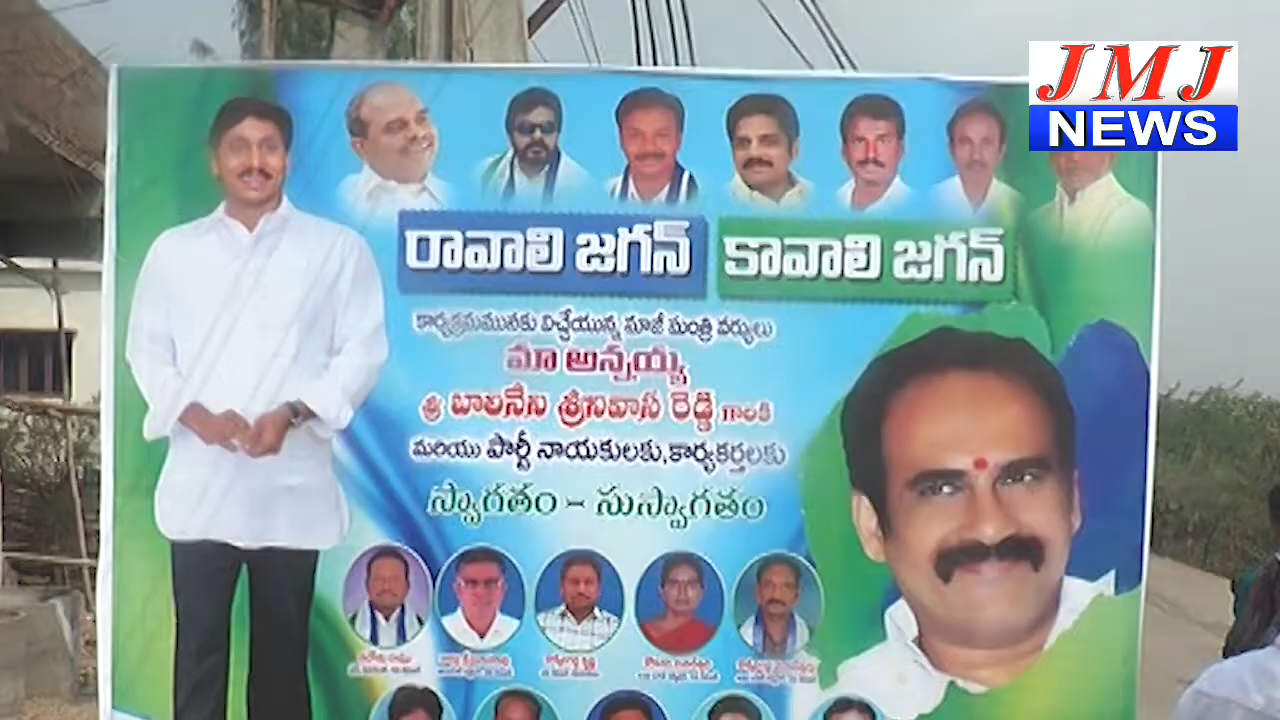 JMJ
NEWS
రావాలి జగన్ కావాలి జగన్
కార్యక్రమమునకు విచ్చేయున్న మాజీ మంత్రి వర్యులు
మా అన్నయ్య
శ్రీ బాలినేని శ్రీనివాస రెడ్డి గారికి
మరియు పార్టీ నాయకులకు,కార్యకర్తలకు
స్వాగతం - సుస్వాగతం